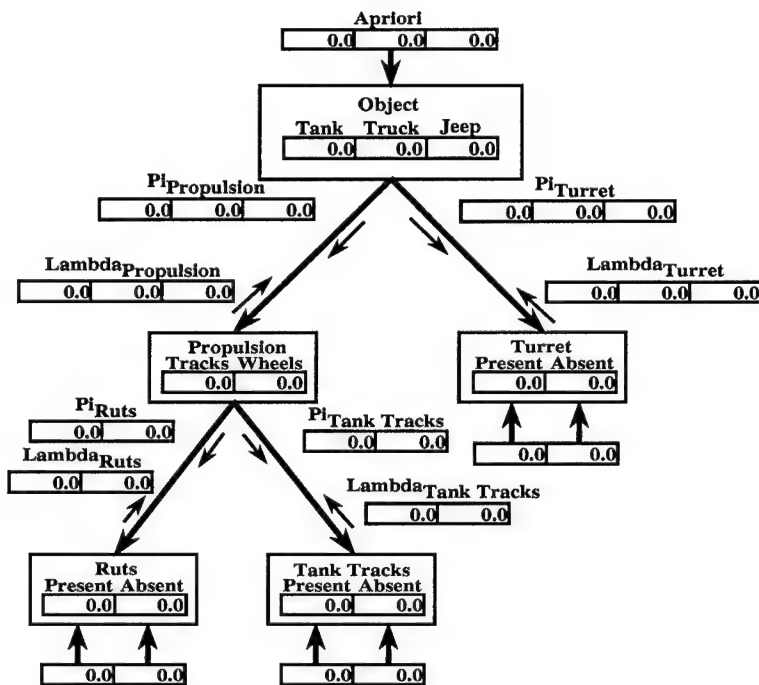 Apriori
0.0 0.0 0.0
Object
Tank Truck Jeep
0.0 0.0 0.0
PiPropulsion
0.0 0.0 0.0
PiTurret
0.0 0.0 0.0
LambdaPropulsion
0.0 0.0 0.0
LambdaTurret
0.0 0.0 0.0
Propulsion
Tracks Wheels
0.0 0.0
Turret
Present Absent
0.0 0.0
0.0 0.0
PiRuts
0.0 0.0
PiTank Tracks
0.0 0.0
LambdaRuts
0.0 0.0
LambdaTank Tracks
0.0 0.0
Ruts
Present Absent
0.0 0.0
0.0 0.0
Tank Tracks
Present Absent
0.0 0.0
0.0 0.0